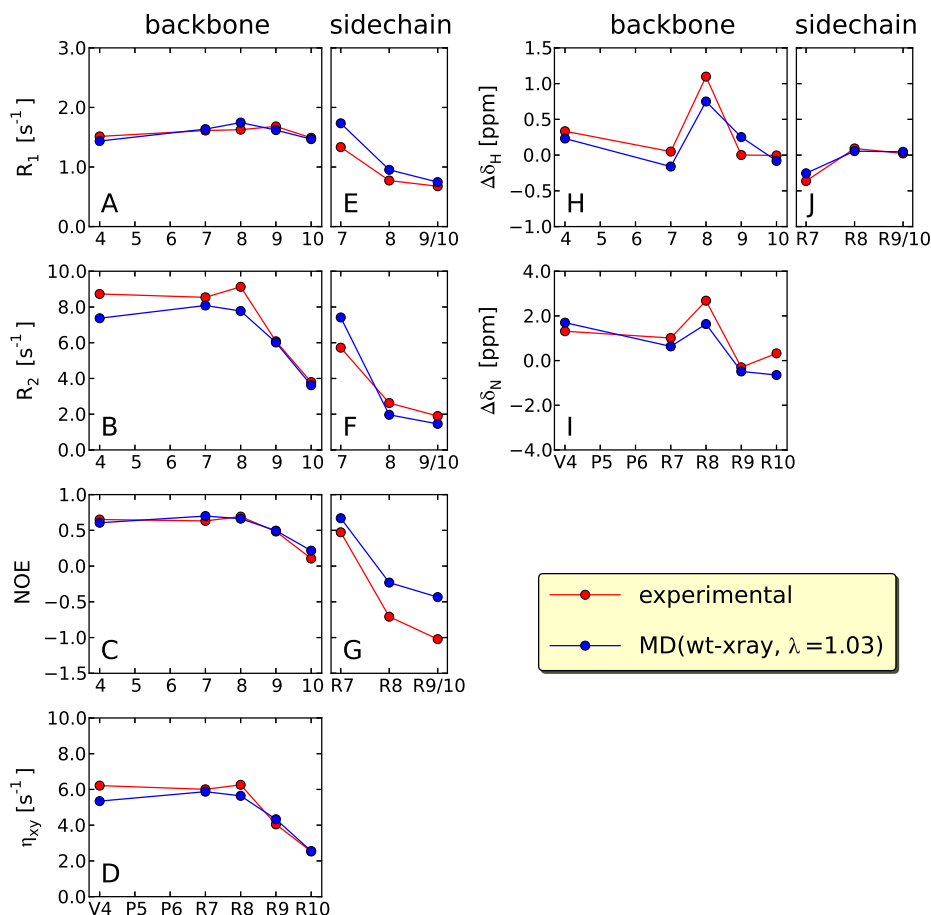 backbone
sidechain
backbone
sidechain
R1 [s-1 ]
3.0
2.0
1.0
0.0
A
4 5 6 7 8 9 10
E
7 8 9/10
ΔδH [ppm]
1.5
1.0
0.5
0.0
−0.5
−1.0
H
4 5 6 7 8 9 10
J
R7 R8 R9/10
R2 [s-1 ]
10.0
8.0
6.0
4.0
2.0
0.0
B
4 5 6 7 8 9 10
F
7 8 9/10
ΔδN [ppm]
4.0
2.0
0.0
−2.0
−4.0
I
V4 P5 P6 R7 R8 R9 R10
NOE
1.0
0.5
0.0
−0.5
−1.0
−1.5
C
4 5 6 7 8 9 10
G
R7 R8 R9/10
experimental
MD(wt-xray, λ=1.03)
ηxy [s-1 ]
10.0
8.0
6.0
4.0
2.0
0.0
D
V4 P5 P6 R7 R8 R9 R10